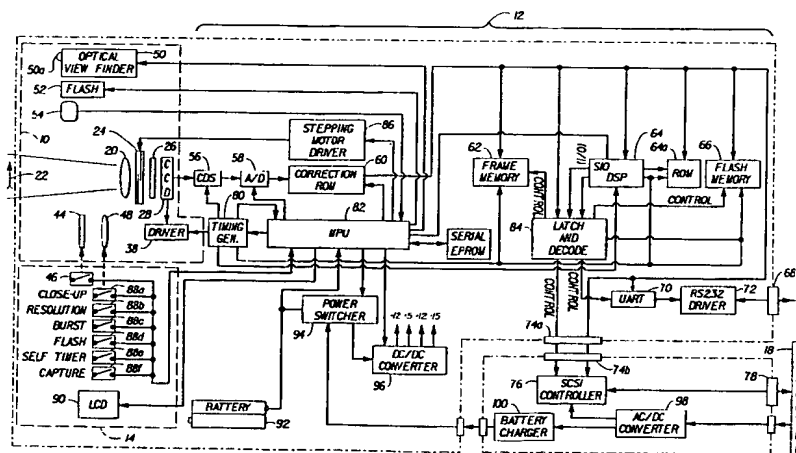 12
OPTICAL VIEW FINDER
50
50a
52
FLASH
54
10
24
26
20
22
CCD
28
44
48
38
DRIVER
56
CDS
58
A/D
STEPPING MOTOR DRIVER
86
60
CORRECTION ROM
80
TIMING GEN.
82
MPU
SERIAL EPROM
62
FRAME MEMORY
CONTROL
10/11
SIO DSP
64
64a
ROM
66
FLASH MEMORY
CONTROL
84
LATCH AND DECODE
CONTROL
CONTROL
UART
70
RS232 DRIVER
72
68
18
46
CLOSE-UP
88a
RESOLUTION
88b
BURST
88c
FLASH
88d
SELF TIMER
88e
CAPTURE
88f
90
LCD
14
94
POWER SWITCHER
-12 +5 +12 +15
DC/DC CONVERTER
96
BATTERY
92
74a
74b
76
SCSI CONTROLLER
78
100
BATTERY CHARGER
AC/DC CONVERTER
98